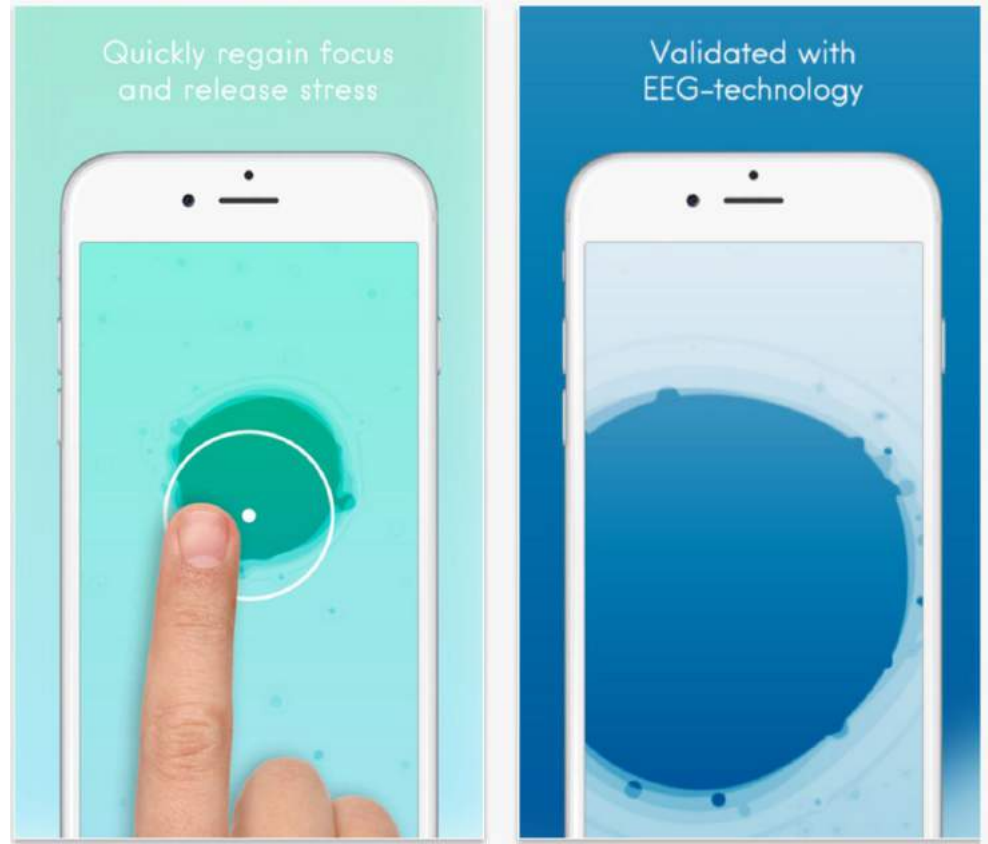 Quickly regain focus
and release stress
Validated with
EEG-technology